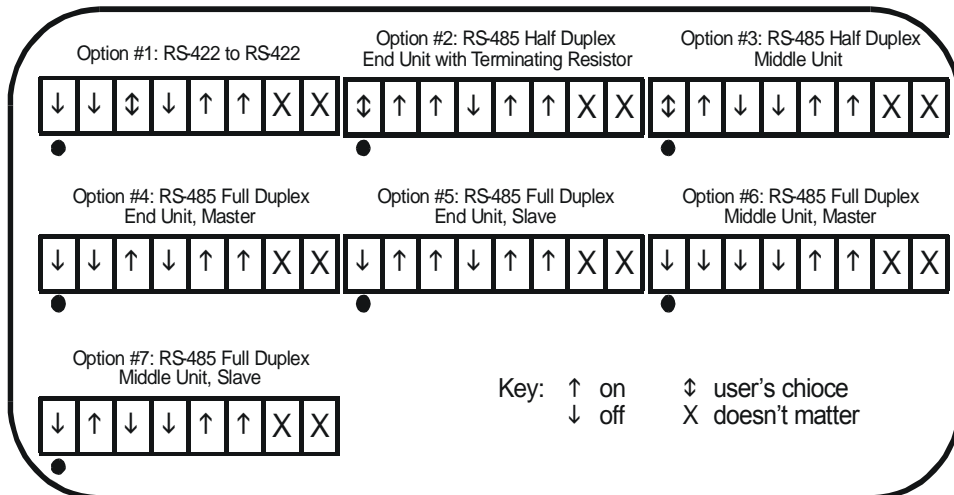 Option #1: RS-422 to RS-422
↓ ↓ ⇕ ↓ ↑ ↑ X X
Option #2: RS-485 Half Duplex
End Unit with Terminating Resistor
⇕ ↑ ↑ ↓ ↑ ↑ X X
Option #3: RS-485 Half Duplex
Middle Unit
⇕ ↑ ↓ ↓ ↑ ↑ X X
Option #4: RS-485 Full Duplex
End Unit, Master
↓ ↓ ↑ ↓ ↑ ↑ X X
Option #5: RS-485 Full Duplex
End Unit, Slave
↓ ↑ ↑ ↓ ↑ ↑ X X
Option #6: RS-485 Full Duplex
Middle Unit, Master
↓ ↓ ↓ ↓ ↑ ↑ X X
Option #7: RS-485 Full Duplex
Middle Unit, Slave
↓ ↑ ↓ ↓ ↑ ↑ X X
Key: ↑ on ⇕ user's chioce
↓ off X doesn't matter